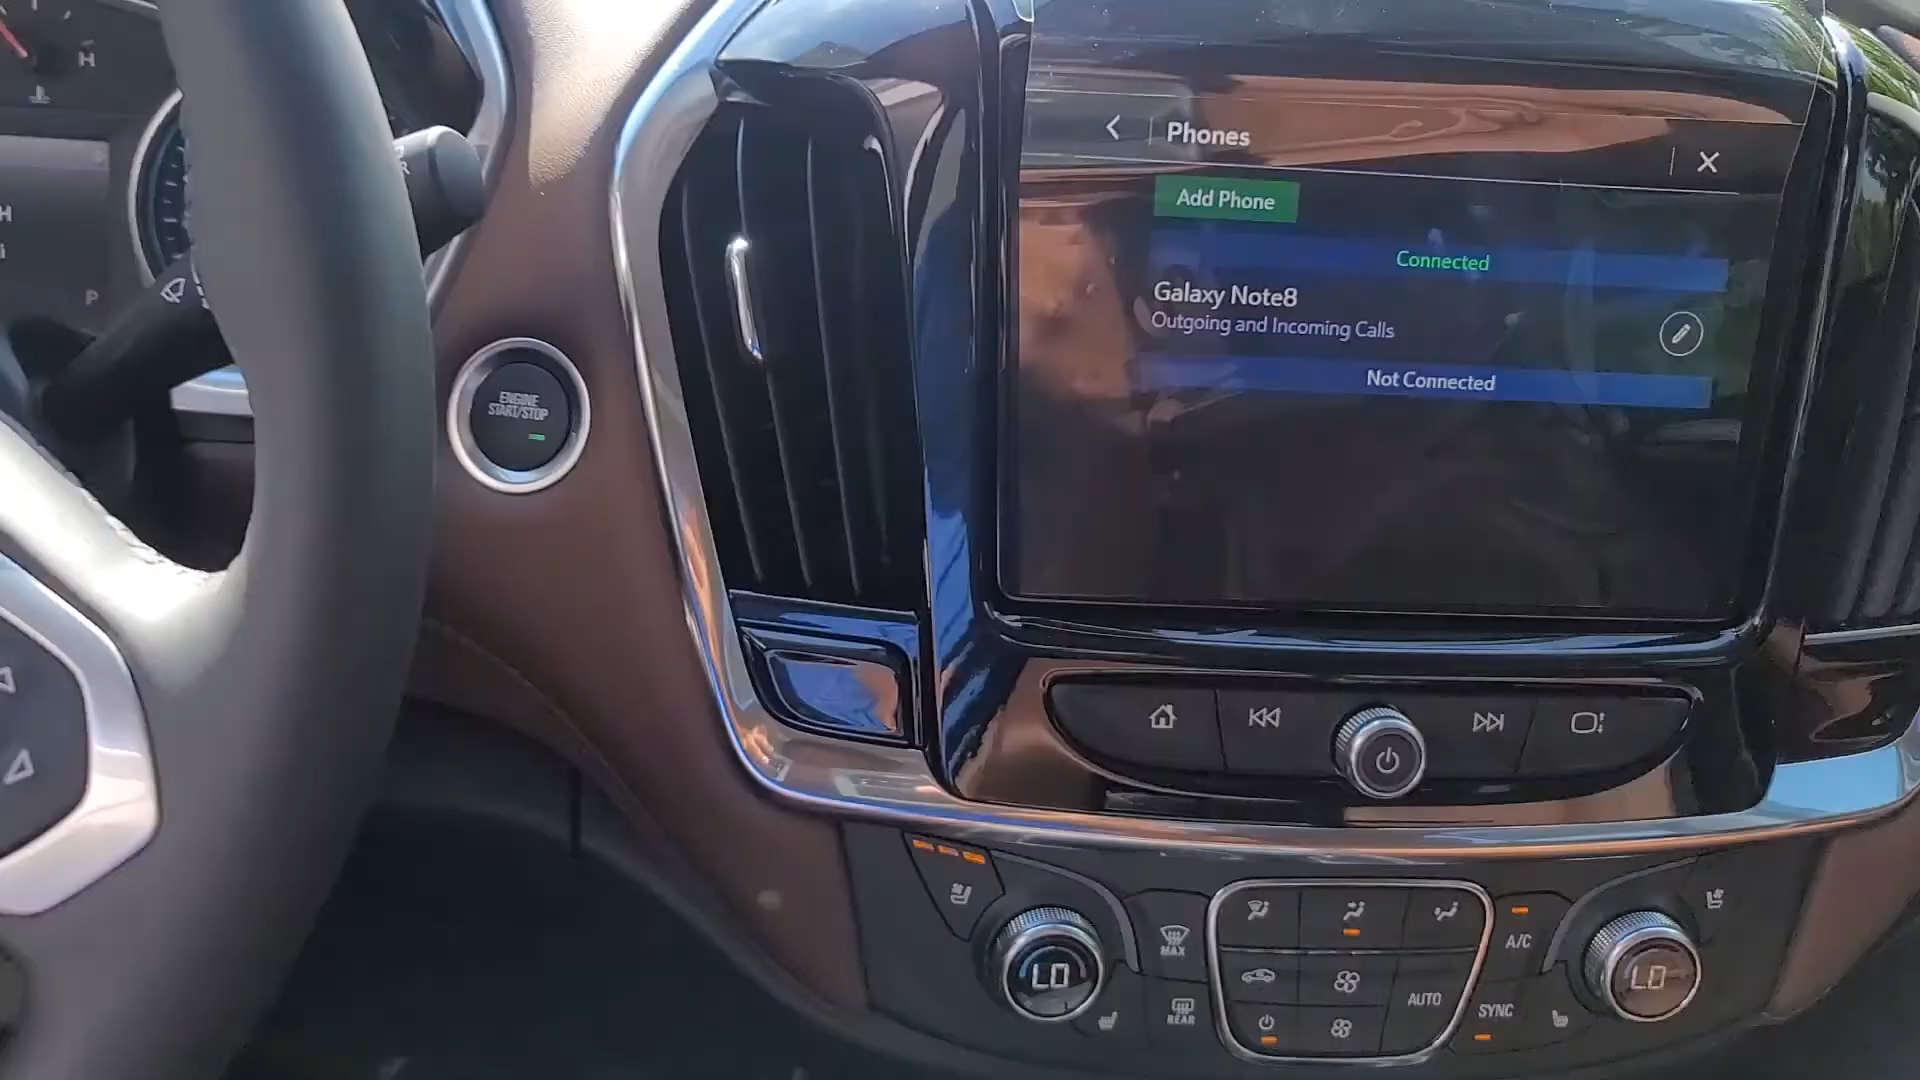 H
Phones
Add Phone
Connected
Galaxy Note8
Outgoing and Incoming Calls
Not Connected
P
ENGINE
START/STOP
MAX
A/C
LO
LO
REAR
AUTO
SYNC